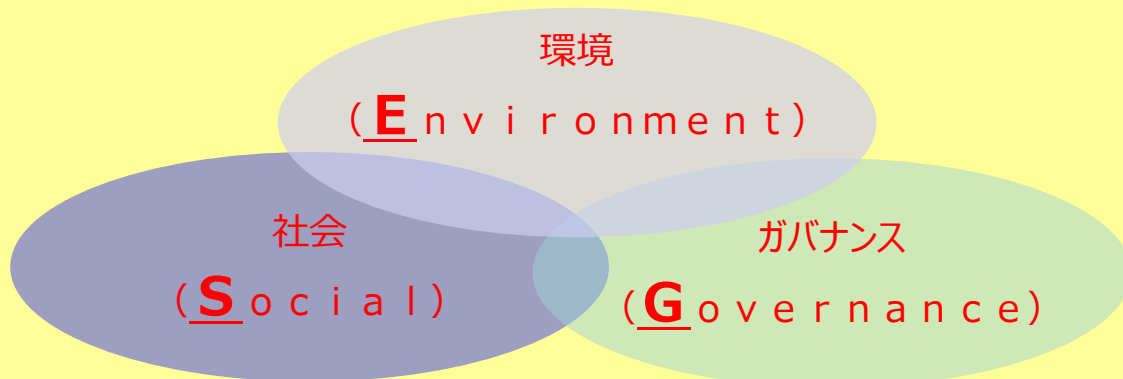 環境
(Environment)
社会
(Social)
ガバナンス
(Governance)